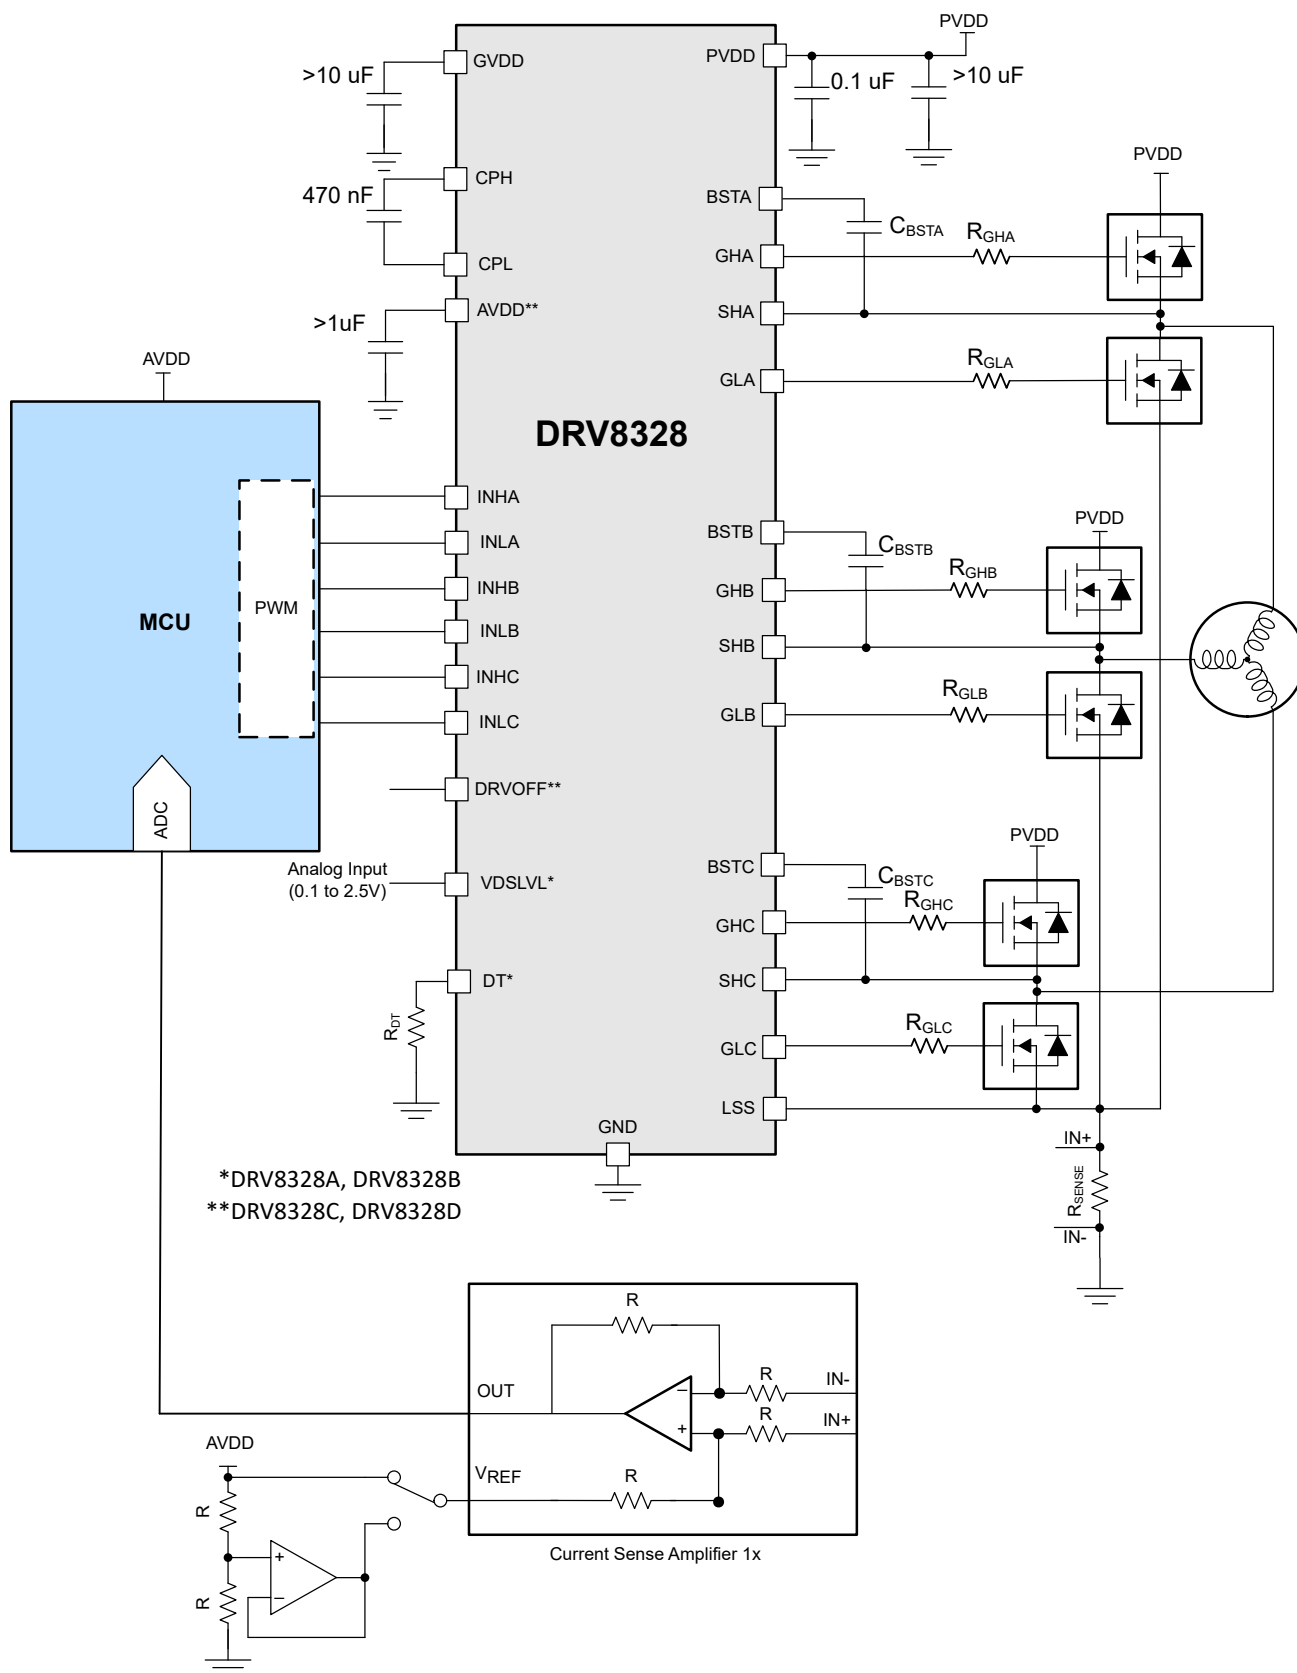 PVDD
GVDD
PVDD
>10 uF
0.1 uF
>10 uF
PVDD
CPH
470 nF
BSTA
CBSTA
RGHA
CPL
GHA
AVDD**
SHA
>1uF
AVDD
RGLA
GLA
DRV8328
INHA
PVDD
BSTB
CBSTB
INLA
RGHB
INHB
GHB
MCU
PWM
INLB
SHB
INHC
RGLB
INLC
GLB
DRVOFF**
ADC
PVDD
Analog Input
(0.1 to 2.5V)
BSTC
CBSTC
VDSLVL*
RGHC
GHC
DT*
SHC
RDT
RGLC
GLC
LSS
GND
IN+
RSENSE
IN-
*DRV8328A, DRV8328B
**DRV8328C, DRV8328D
R
OUT
–
R
IN-
+
R
IN+
AVDD
VREF
R
R
Current Sense Amplifier 1x
+
–
R